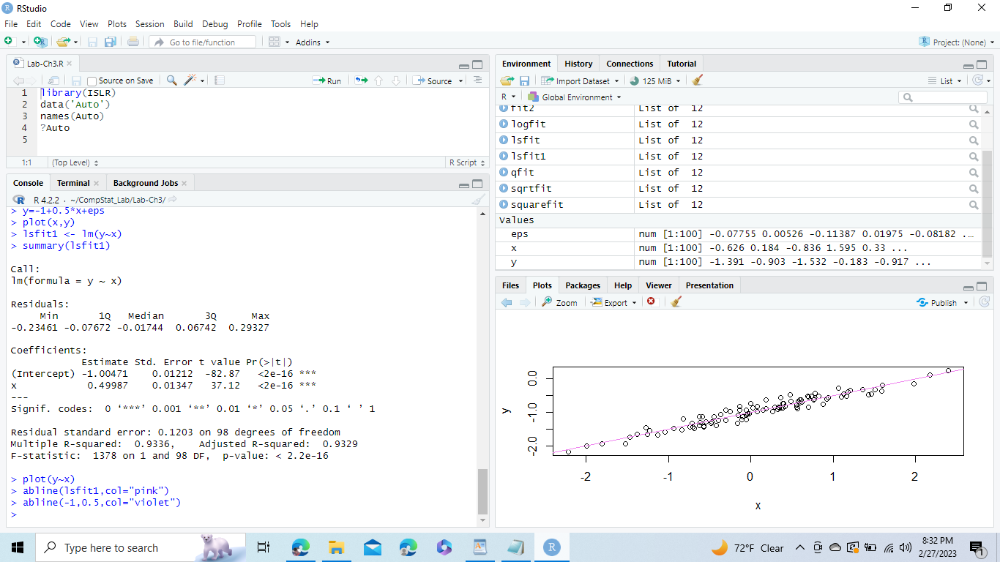 RStudio
File Edit Code View Plots Session Build Debug Profile Tools Help
Go to file/function Addins Project: (None)
Lab-Ch3.R
Source on Save Run Source
1 library(ISLR)
2 data('Auto')
3 names(Auto)
4 ?Auto
5
1:1 (Top Level) R Script
Console Terminal Background Jobs
R 4.2.2 · ~/CompStat_Lab/Lab-Ch3/
> y=-1+0.5*x+eps
> plot(x,y)
> lsfit1 <- lm(y~x)
> summary(lsfit1)
Call:
lm(formula = y ~ x)
Residuals:
Min 1Q Median 3Q Max
-0.23461 -0.07672 -0.01744 0.06742 0.29327
Coefficients:
Estimate Std. Error t value Pr(>|t|)
(Intercept) -1.00471 0.01212 -82.87 <2e-16 ***
x 0.49987 0.01347 37.12 <2e-16 ***
---
Signif. codes: 0 ‘***’ 0.001 ‘**’ 0.01 ‘*’ 0.05 ‘.’ 0.1 ‘ ’ 1
Residual standard error: 0.1203 on 98 degrees of freedom
Multiple R-squared: 0.9336, Adjusted R-squared: 0.9329
F-statistic: 1378 on 1 and 98 DF, p-value: < 2.2e-16
> plot(y~x)
> abline(lsfit1,col="pink")
> abline(-1,0.5,col="violet")
>
Environment History Connections Tutorial
Import Dataset 125 MiB List
R Global Environment
fit2 List of 12
logfit List of 12
lsfit List of 12
lsfit1 List of 12
qfit List of 12
sqrtfit List of 12
squarefit List of 12
Values
eps num [1:100] -0.07755 0.00526 -0.11387 0.01975 -0.08182 ...
x num [1:100] -0.626 0.184 -0.836 1.595 0.33 ...
y num [1:100] -1.391 -0.903 -1.532 -0.183 -0.917 ...
Files Plots Packages Help Viewer Presentation
Zoom Export Publish
y
0.0
-1.0
-2.0
-2 -1 0 1 2
x
Type here to search
72°F Clear
8:32 PM
2/27/2023
1